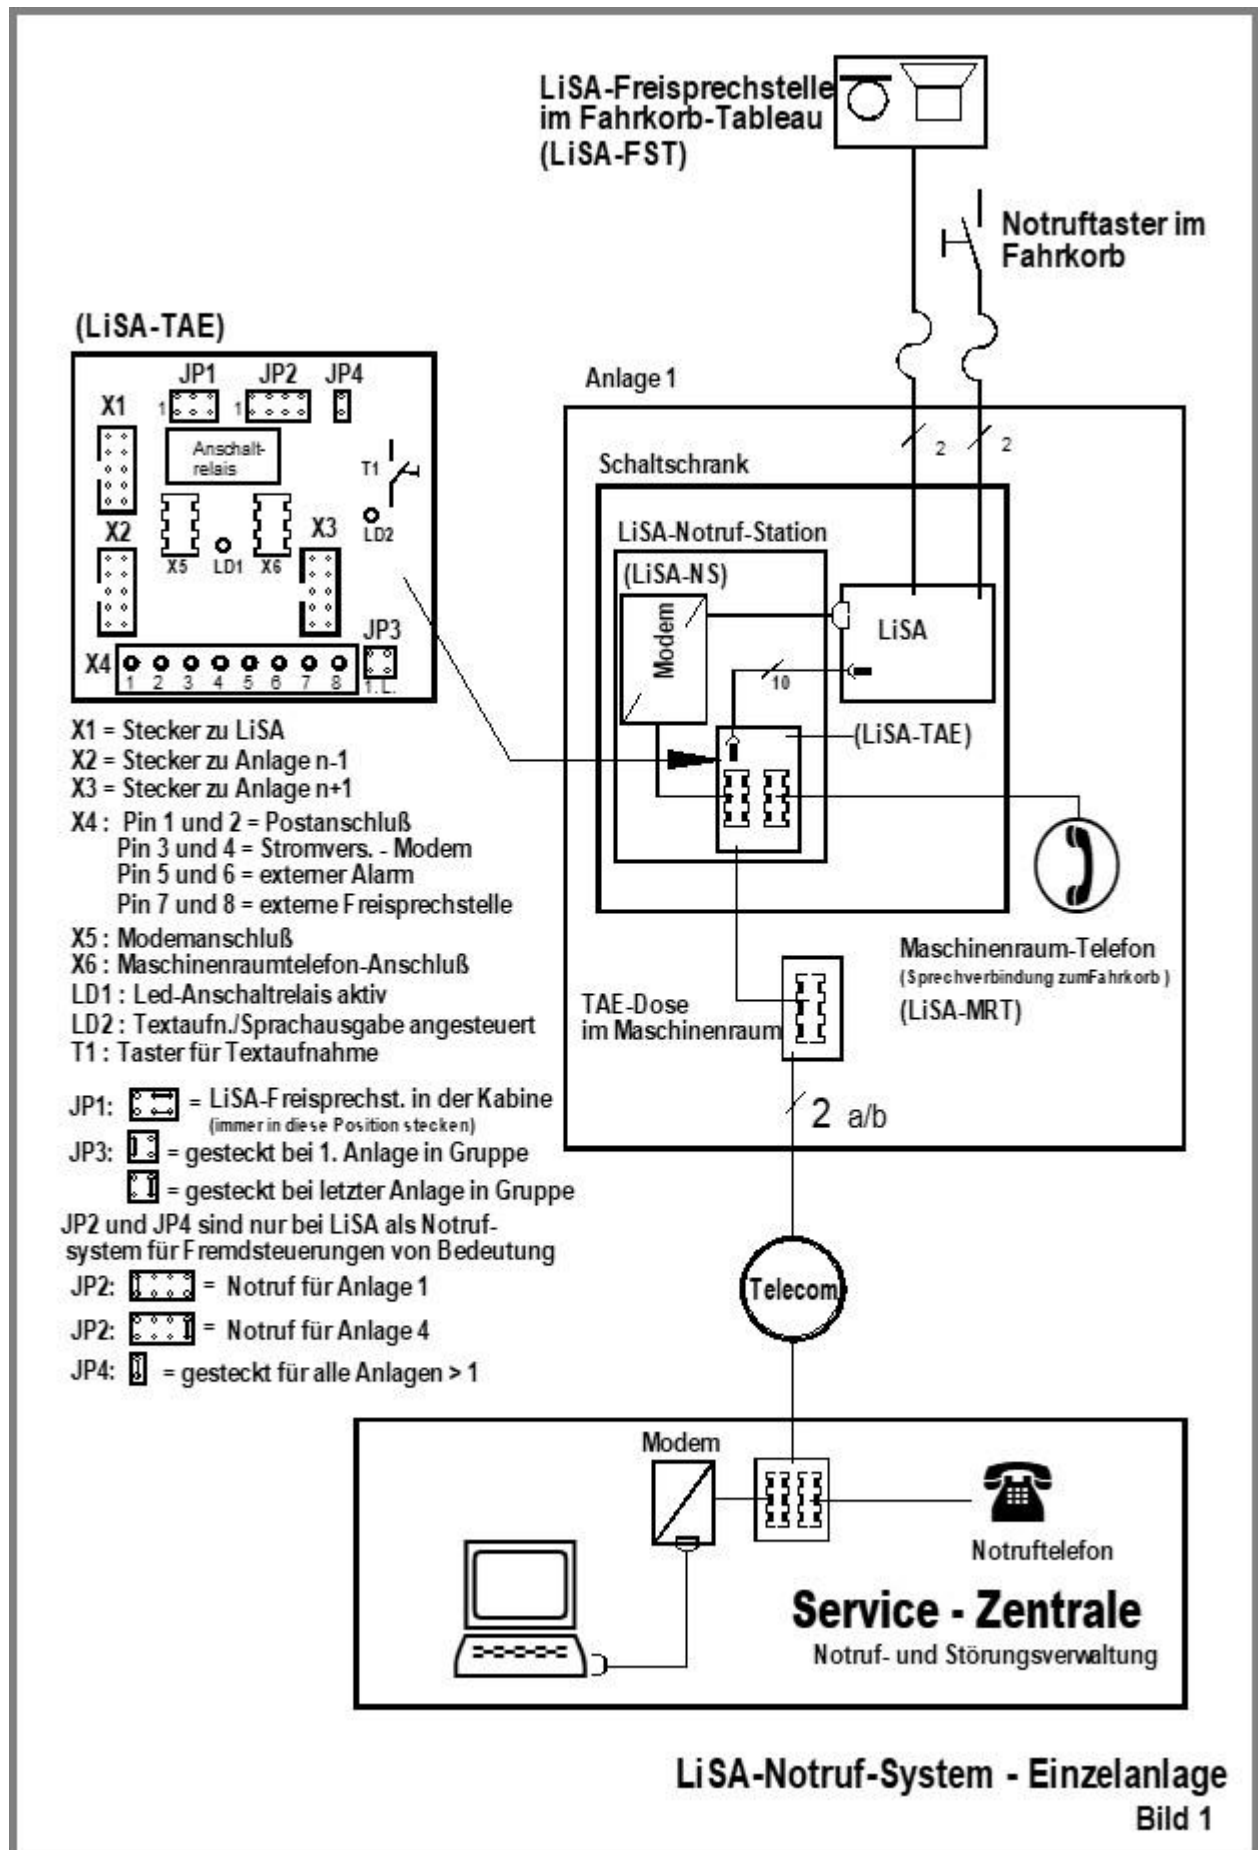 LiSA-Freisprechstelle
im Fahrkorb-Tableau
(LiSA-FST)
Notruftaster im
Fahrkorb
(LiSA-TAE)
JP1 JP2 JP4
X1 1 1
Anschalt-
relais
T1
X2 X3 LD2
X5 LD1 X6
JP3
X4
1 2 3 4 5 6 7 8 1. L.
Anlage 1
2 2
Schaltschrank
LiSA-Notruf-Station
(LiSA-NS)
Modem
LiSA
10
(LiSA-TAE)
X1 = Stecker zu LiSA
X2 = Stecker zu Anlage n-1
X3 = Stecker zu Anlage n+1
X4 : Pin 1 und 2 = Postanschluß
Pin 3 und 4 = Stromvers. - Modem
Pin 5 und 6 = externer Alarm
Pin 7 und 8 = externe Freisprechstelle
X5 : Modemanschluß
X6 : Maschinenraumtelefon-Anschluß
LD1 : Led-Anschaltrelais aktiv
LD2 : Textaufn./Sprachausgabe angesteuert
T1 : Taster für Textaufnahme
Maschinenraum-Telefon
(Sprechverbindung zumFahrkorb )
(LiSA-MRT)
TAE-Dose
im Maschinenraum
2 a/b
JP1: = LiSA-Freisprechst. in der Kabine
(immer in diese Position stecken)
JP3: = gesteckt bei 1. Anlage in Gruppe
= gesteckt bei letzter Anlage in Gruppe
JP2 und JP4 sind nur bei LiSA als Notruf-
system für Fremdsteuerungen von Bedeutung
JP2: = Notruf für Anlage 1
JP2: = Notruf für Anlage 4
JP4: = gesteckt für alle Anlagen > 1
Telecom
Modem
Notruftelefon
Service - Zentrale
Notruf- und Störungsverwaltung
LiSA-Notruf-System - Einzelanlage
Bild 1